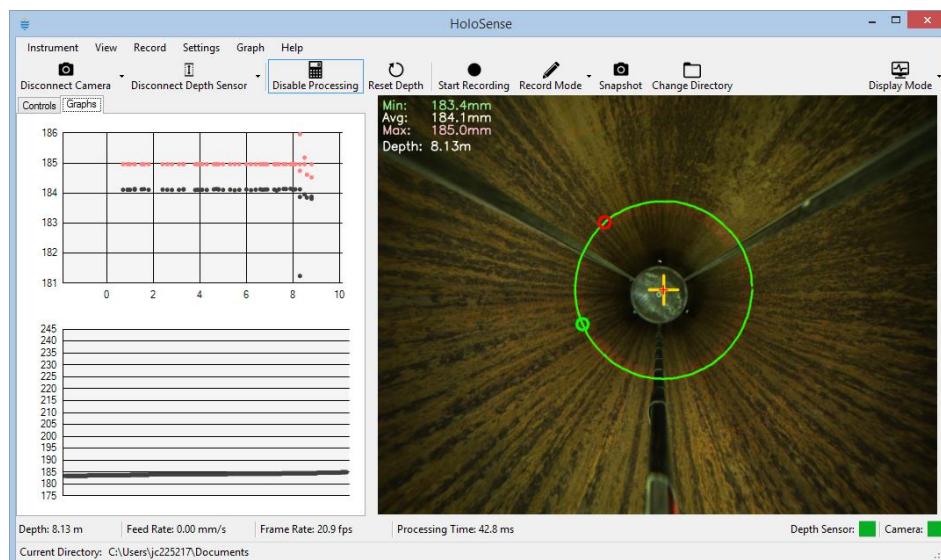 HoloSense
Instrument View Record Settings Graph Help
Disconnect Camera Disconnect Depth Sensor Disable Processing Reset Depth Start Recording Record Mode Snapshot Change Directory Display Mode
Controls Graphs
186
185
184
183
182
181
0 2 4 6 8 10
245
240
235
230
225
220
215
210
205
200
195
190
185
180
175
Min: 183.4mm
Avg: 184.1mm
Max: 185.0mm
Depth: 8.13m
Depth: 8.13 m Feed Rate: 0.00 mm/s Frame Rate: 20.9 fps Processing Time: 42.8 ms Depth Sensor: Camera:
Current Directory: C:\Users\jc225217\Documents